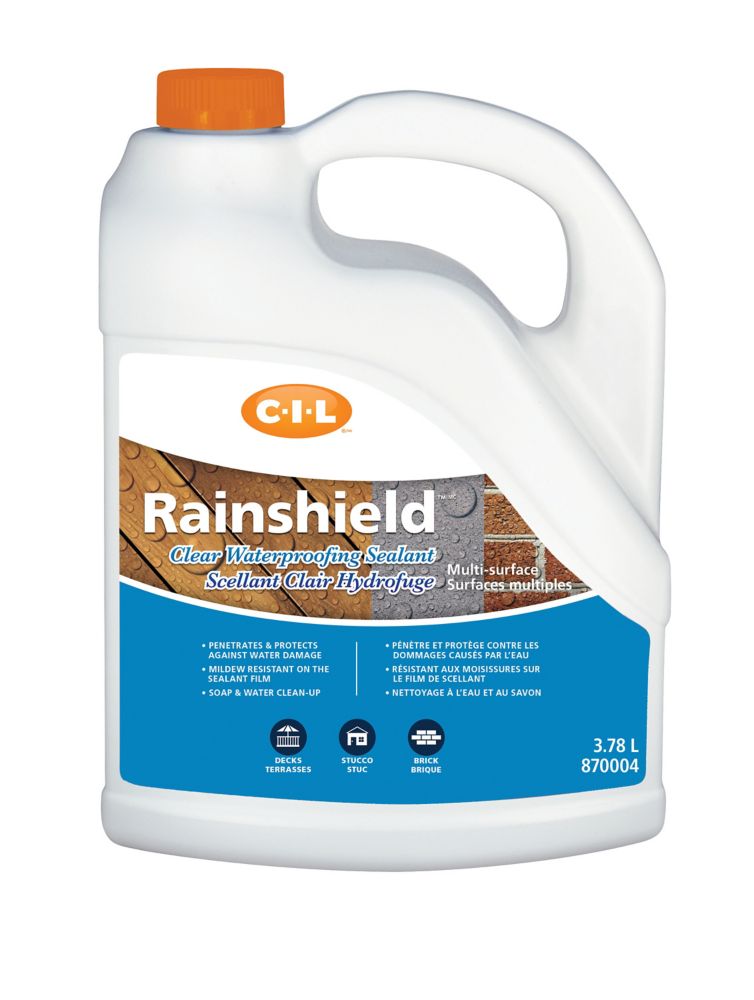 C·I·L
Rainshield™ MC
Clear Waterproofing Sealant
Scellant Clair Hydrofuge
Multi-surface
Surfaces multiples
• PENETRATES & PROTECTS
AGAINST WATER DAMAGE
• MILDEW RESISTANT ON THE
SEALANT FILM
• SOAP & WATER CLEAN-UP
• PÉNÈTRE ET PROTÈGE CONTRE LES
DOMMAGES CAUSÉS PAR L'EAU
• RÉSISTANT AUX MOISISSURES SUR
LE FILM DE SCELLANT
• NETTOYAGE À L'EAU ET AU SAVON
DECKS
TERRASSES
STUCCO
STUC
BRICK
BRIQUE
3.78 L
870004